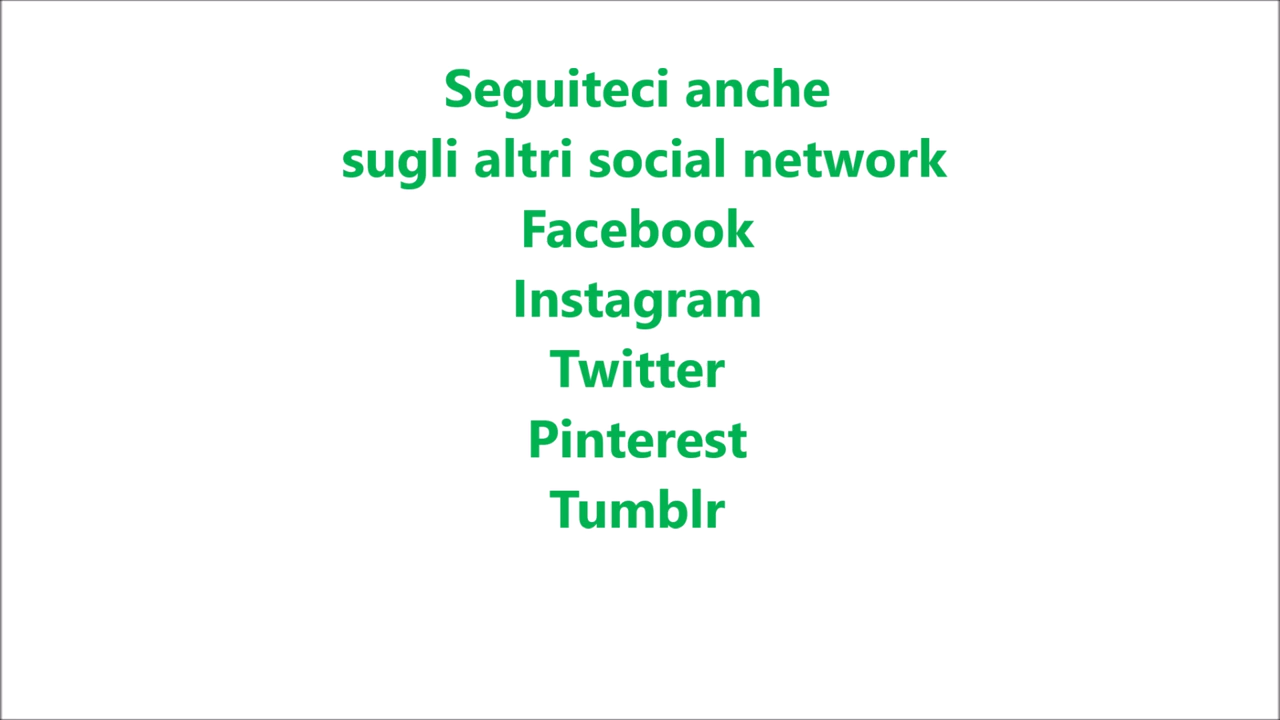 Seguiteci anche
sugli altri social network
Facebook
Instagram
Twitter
Pinterest
Tumblr